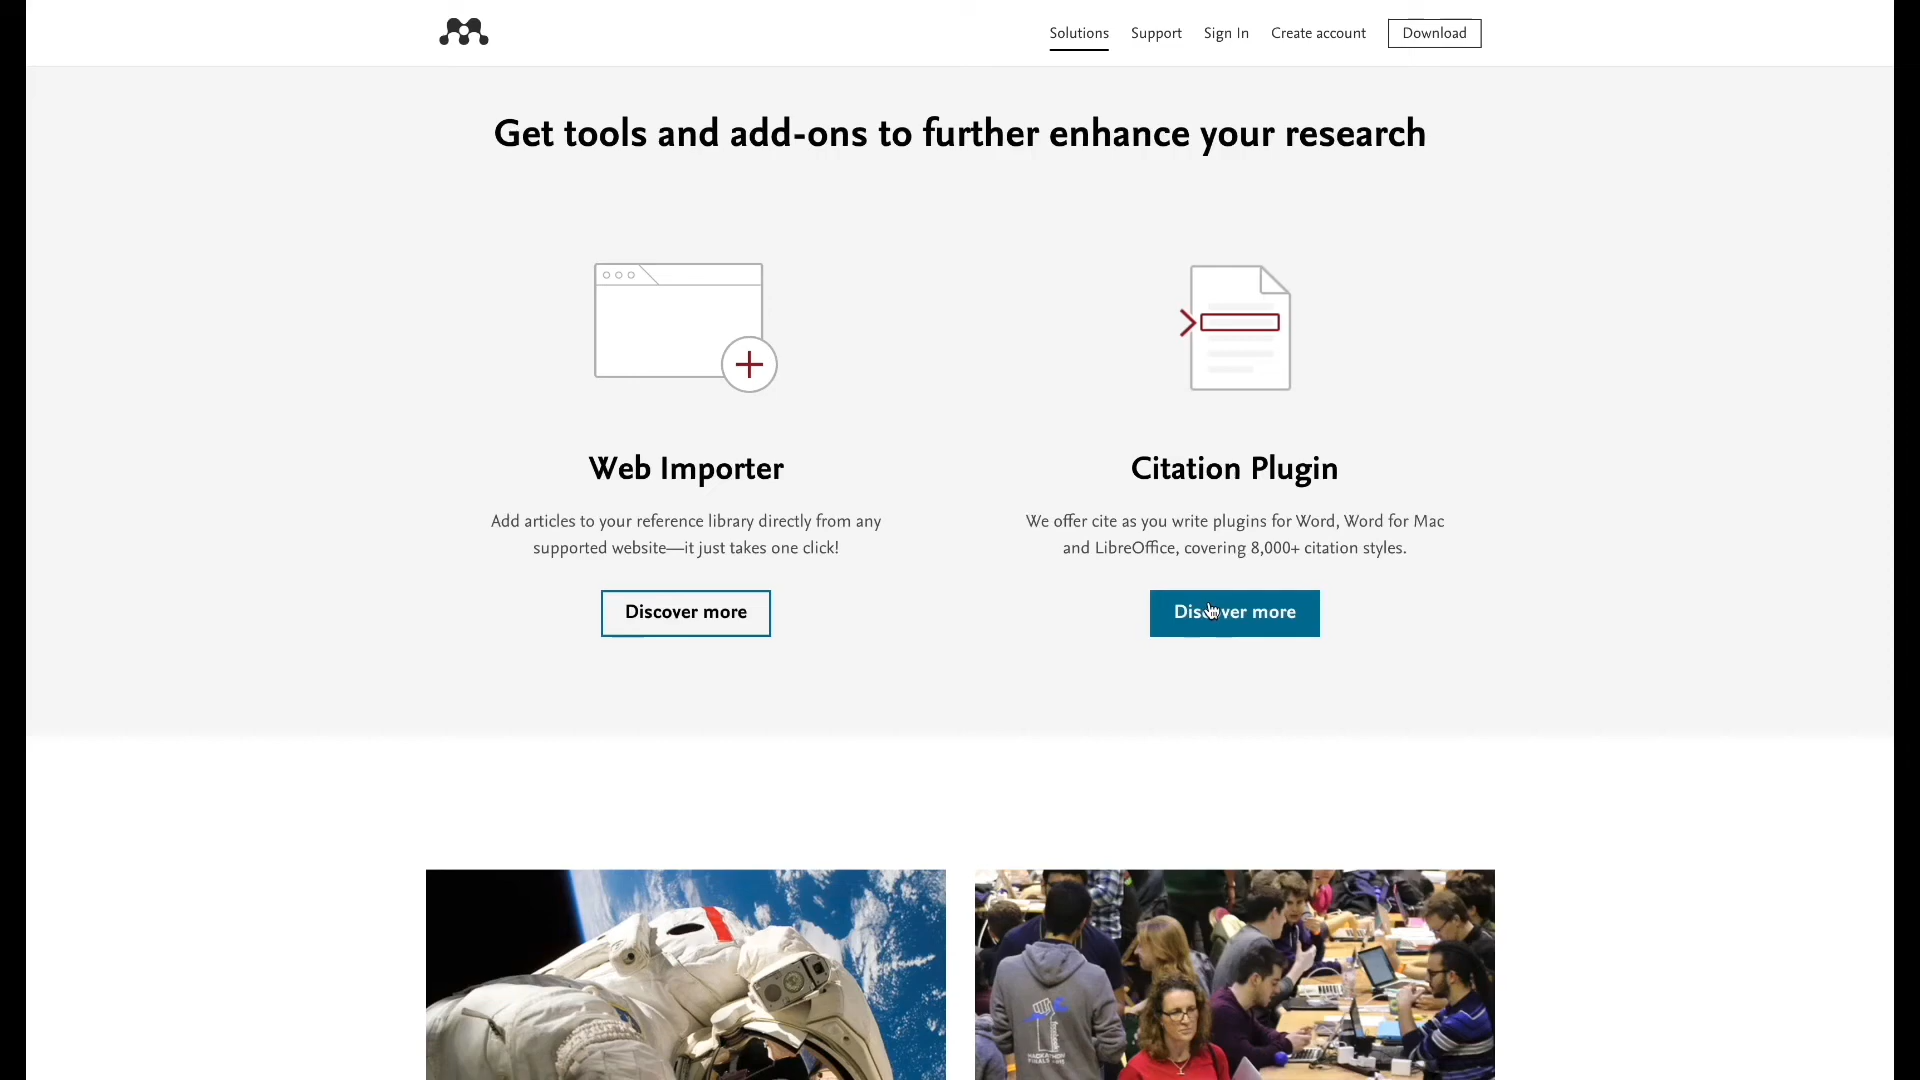 Solutions Support Sign In Create account Download
Get tools and add-ons to further enhance your research
Web Importer
Add articles to your reference library directly from any
supported website—it just takes one click!
Discover more
Citation Plugin
We offer cite as you write plugins for Word, Word for Mac
and LibreOffice, covering 8,000+ citation styles.
Discover more